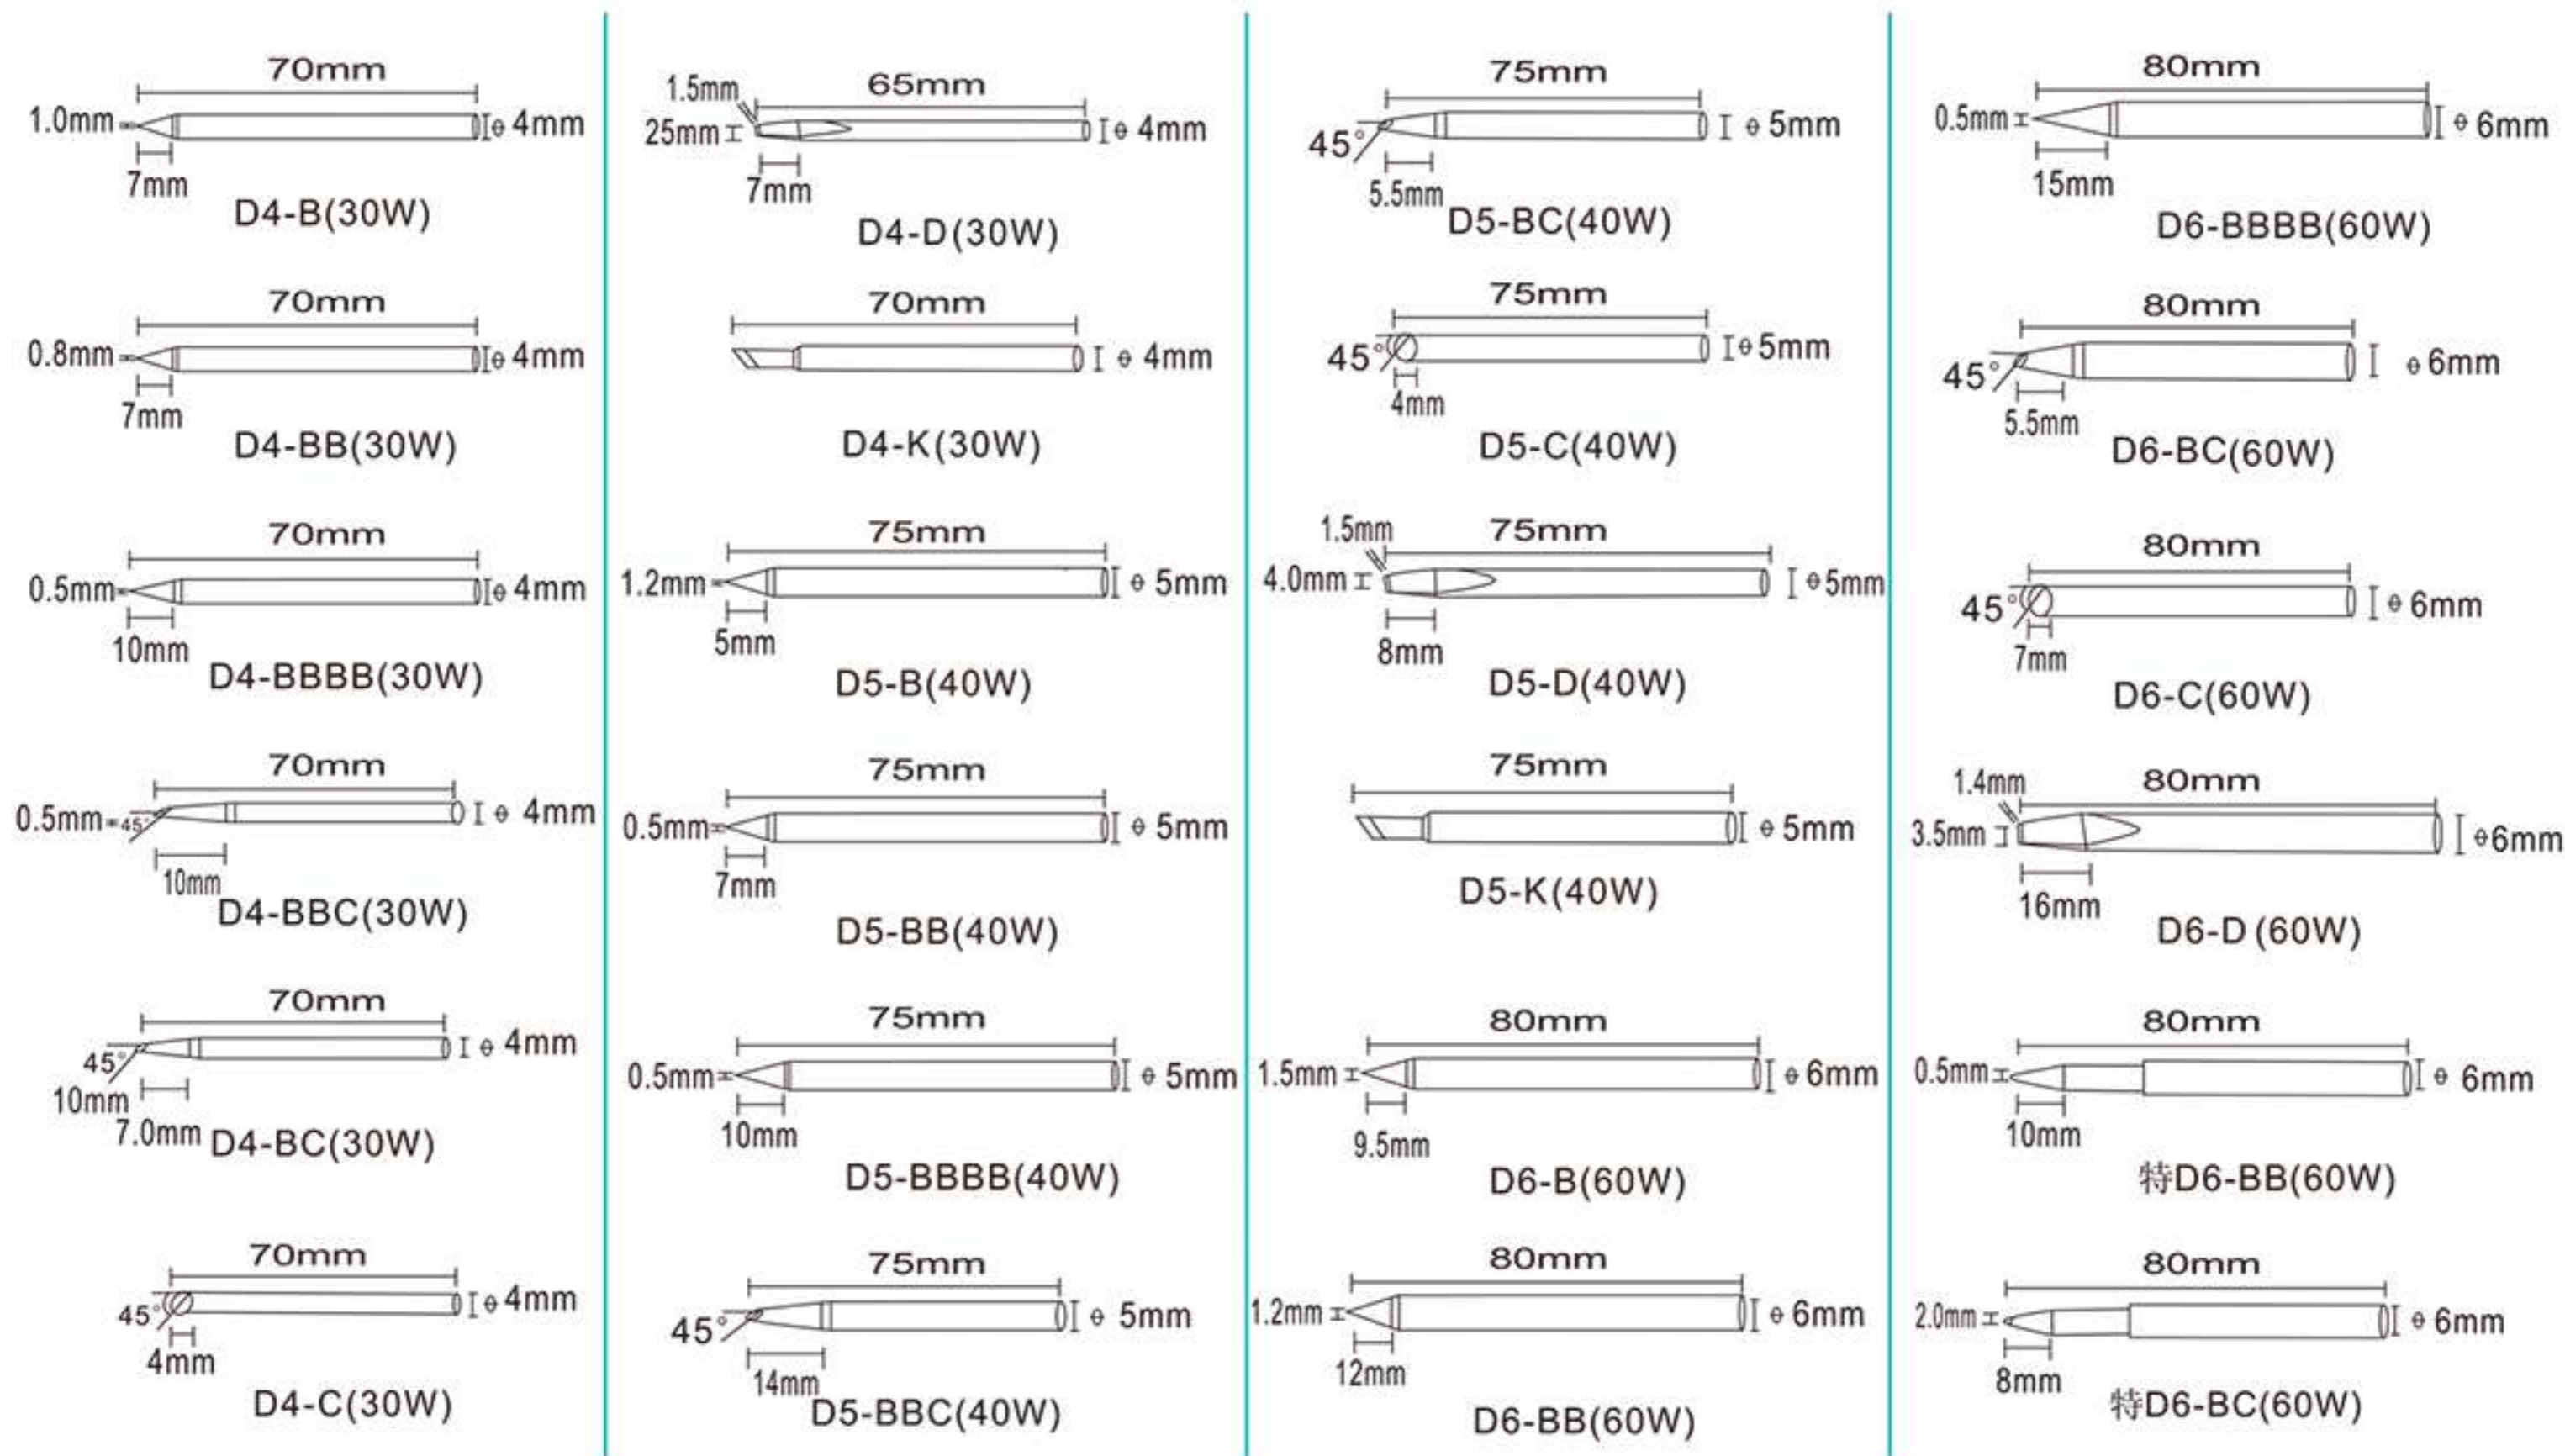 70mm
1.0mm
ɵ 4mm
7mm
D4-B(30W)
70mm
0.8mm
ɵ 4mm
7mm
D4-BB(30W)
70mm
0.5mm
ɵ 4mm
10mm
D4-BBBB(30W)
70mm
0.5mm
45°
ɵ 4mm
10mm
D4-BBC(30W)
70mm
45°
ɵ 4mm
10mm
7.0mm
D4-BC(30W)
70mm
45°
ɵ 4mm
4mm
D4-C(30W)
1.5mm
65mm
25mm
ɵ 4mm
7mm
D4-D(30W)
70mm
ɵ 4mm
D4-K(30W)
75mm
1.2mm
ɵ 5mm
5mm
D5-B(40W)
75mm
0.5mm
ɵ 5mm
7mm
D5-BB(40W)
75mm
0.5mm
ɵ 5mm
10mm
D5-BBBB(40W)
75mm
45°
ɵ 5mm
14mm
D5-BBC(40W)
75mm
45°
ɵ 5mm
5.5mm
D5-BC(40W)
75mm
45°
ɵ 5mm
4mm
D5-C(40W)
1.5mm
75mm
4.0mm
ɵ 5mm
8mm
D5-D(40W)
75mm
ɵ 5mm
D5-K(40W)
80mm
1.5mm
ɵ 6mm
9.5mm
D6-B(60W)
80mm
1.2mm
ɵ 6mm
12mm
D6-BB(60W)
80mm
0.5mm
ɵ 6mm
15mm
D6-BBBB(60W)
80mm
45°
ɵ 6mm
5.5mm
D6-BC(60W)
80mm
45°
ɵ 6mm
7mm
D6-C(60W)
1.4mm
80mm
3.5mm
ɵ 6mm
16mm
D6-D (60W)
80mm
0.5mm
ɵ 6mm
10mm
特D6-BB(60W)
80mm
2.0mm
ɵ 6mm
8mm
特D6-BC(60W)